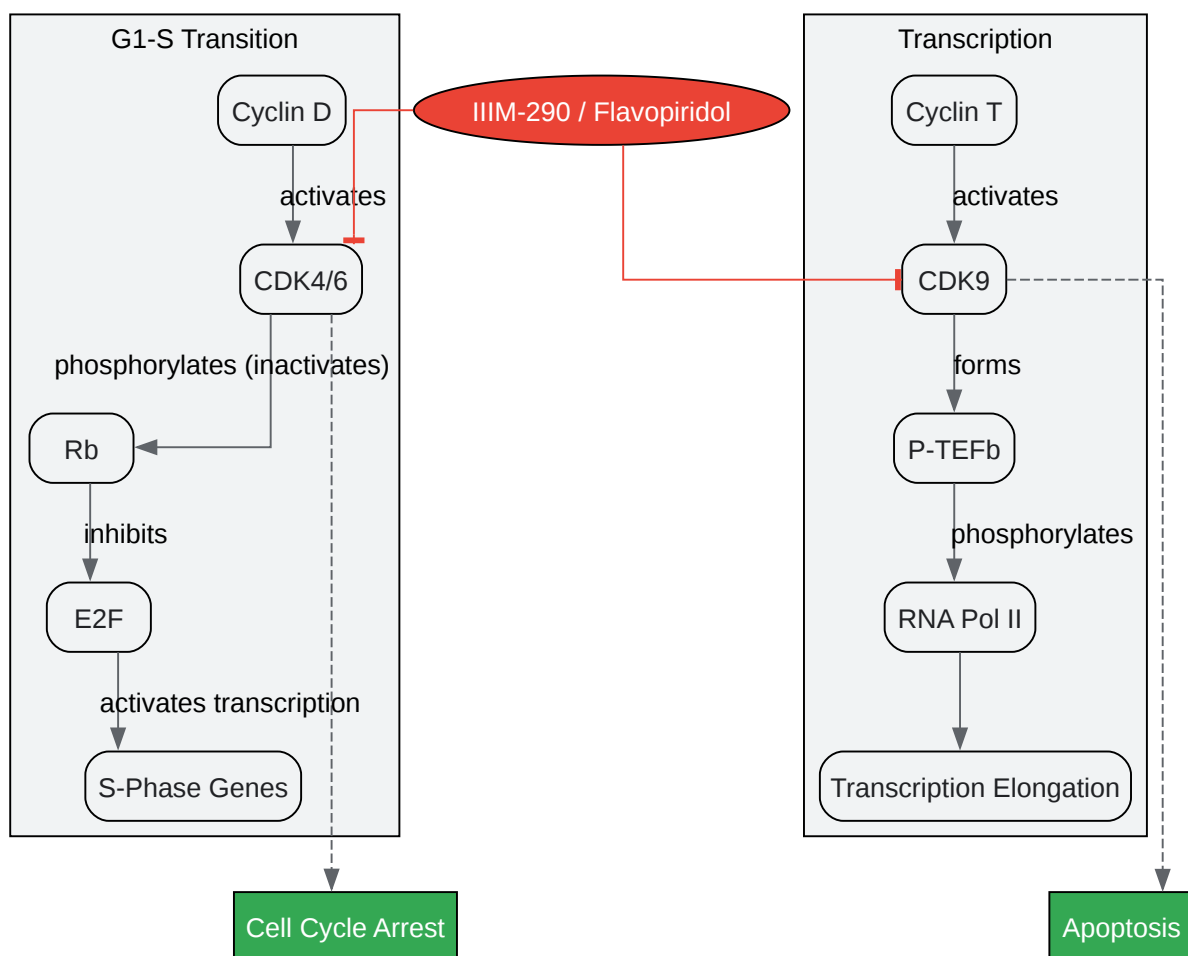 G1-S Transition
Transcription
Cyclin D
IIIM-290 / Flavopiridol
Cyclin T
activates
activates
CDK4/6
CDK9
phosphorylates (inactivates)
forms
Rb
P-TEFb
inhibits
phosphorylates
E2F
RNA Pol II
activates transcription
S-Phase Genes
Transcription Elongation
Cell Cycle Arrest
Apoptosis